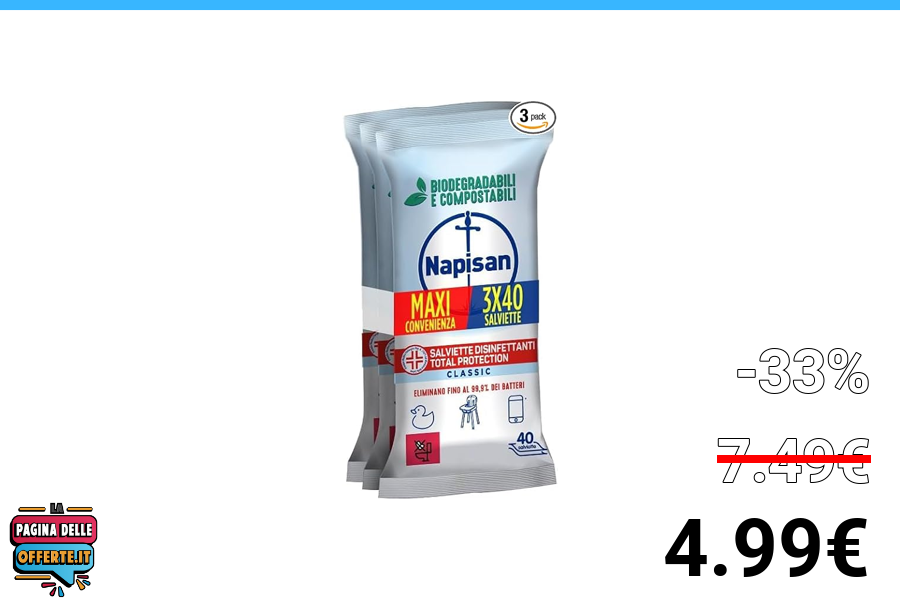 3 pack
BIODEGRADABILI
E COMPOSTABILI
Napisan
MAXI
CONVENIENZA
3X40
SALVIETTE
SALVIETTE DISINFETTANTI
TOTAL PROTECTION
CLASSIC
ELIMINANO FINO AL 99,9% DEI BATTERI
40
salviette
-33%
7.49€
4.99€
LA
PAGINA DELLE
OFFERTE.IT